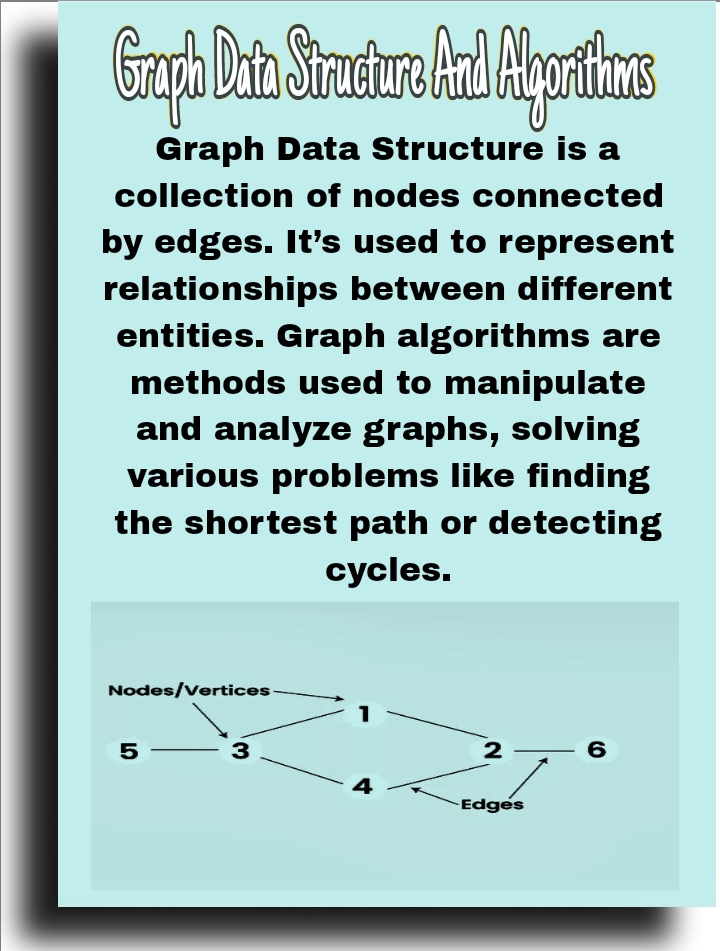 Graph Data Structure And Algorithms
Graph Data Structure is a
collection of nodes connected
by edges. It’s used to represent
relationships between different
entities. Graph algorithms are
methods used to manipulate
and analyze graphs, solving
various problems like finding
the shortest path or detecting
cycles.
Nodes/Vertices
1
5 3 2 6
4
Edges